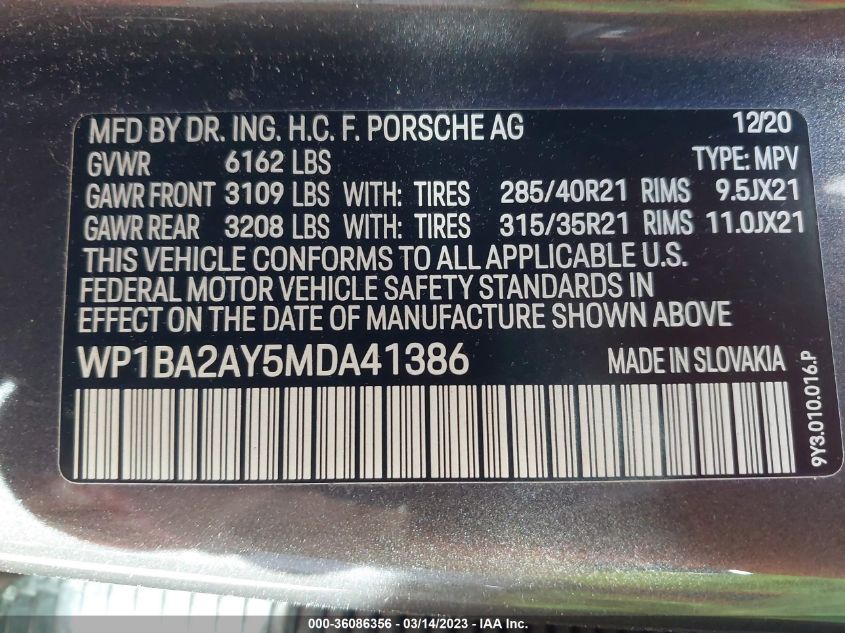 MFD BY DR. ING. H.C. F. PORSCHE AG 12/20
GVWR 6162 LBS TYPE: MPV
GAWR FRONT 3109 LBS WITH: TIRES 285/40R21 RIMS 9.5JX21
GAWR REAR 3208 LBS WITH: TIRES 315/35R21 RIMS 11.0JX21
THIS VEHICLE CONFORMS TO ALL APPLICABLE U.S.
FEDERAL MOTOR VEHICLE SAFETY STANDARDS IN
EFFECT ON THE DATE OF MANUFACTURE SHOWN ABOVE
WP1BA2AY5MDA41386 MADE IN SLOVAKIA
9Y3.010.016.P
000-36086356 - 03/14/2023 - IAA Inc.